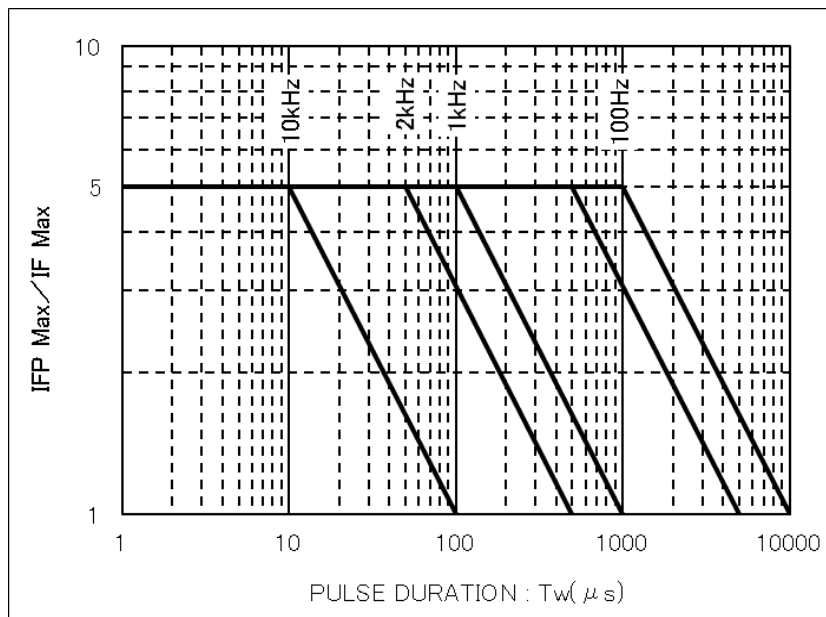 10
10kHz
2kHz
1kHz
100Hz
5
IFP Max／IF Max
1
1
10
100
1000
10000
PULSE DURATION : Tw(μs)